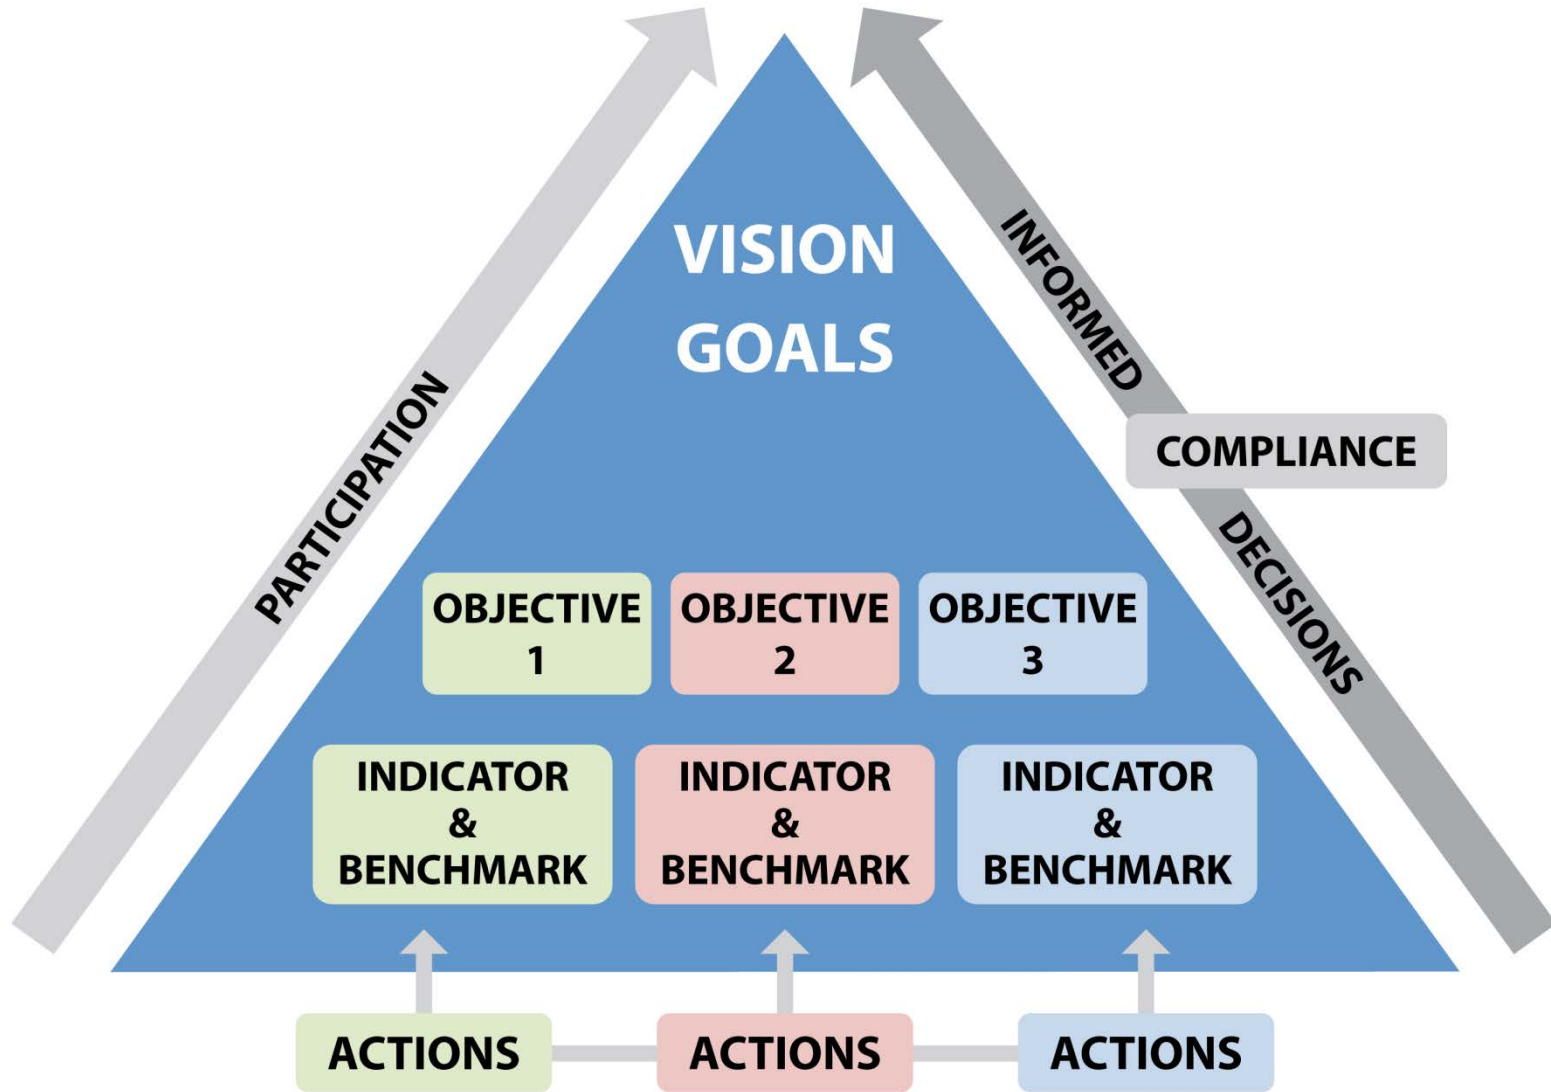 VISION
GOALS
PARTICIPATION
INFORMED
COMPLIANCE
DECISIONS
OBJECTIVE
1
OBJECTIVE
2
OBJECTIVE
3
INDICATOR
&
BENCHMARK
INDICATOR
&
BENCHMARK
INDICATOR
&
BENCHMARK
ACTIONS
ACTIONS
ACTIONS